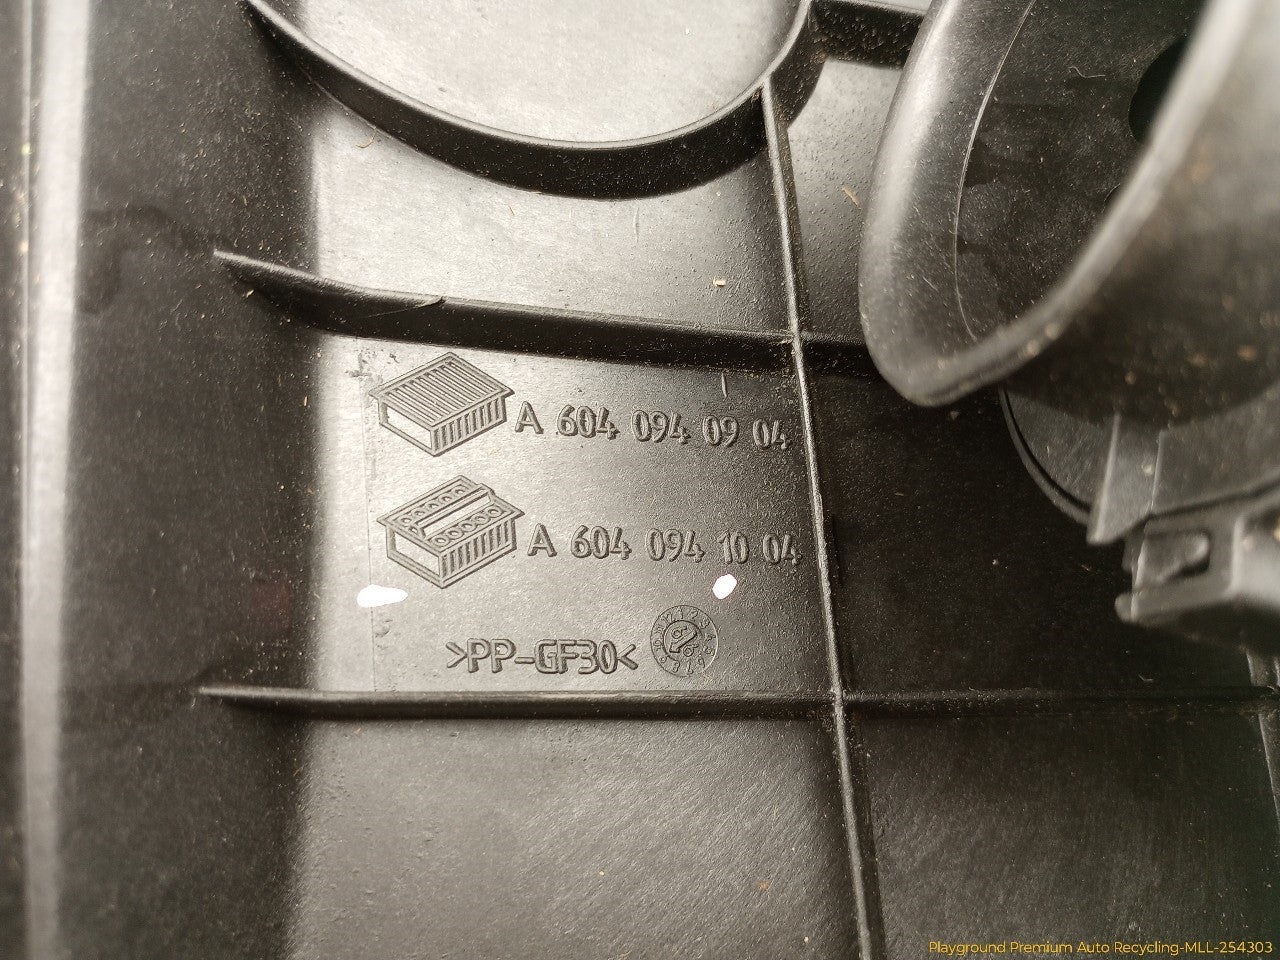 A 604 094 09 04
A 604 094 10 04
>PP-GF30<
Playground Premium Auto Recycling-MLL-254303